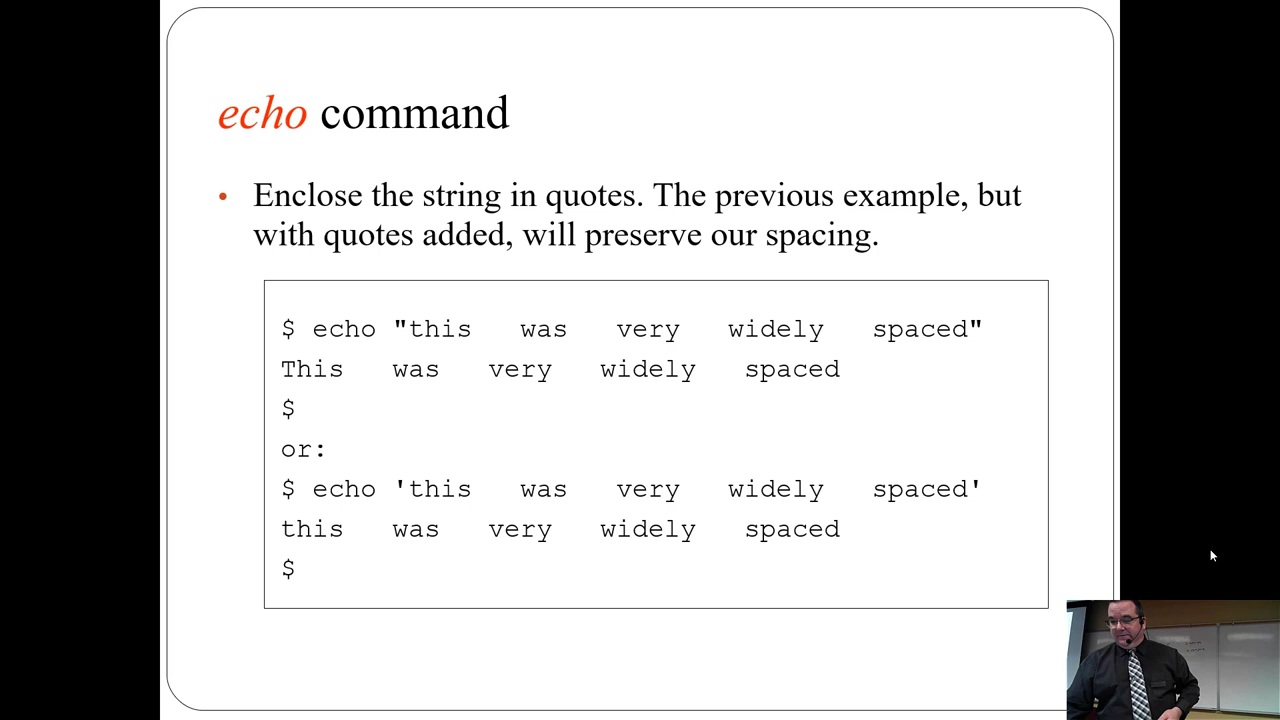 echo command
• Enclose the string in quotes. The previous example, but
with quotes added, will preserve our spacing.
$ echo "this   was   very   widely   spaced"
This   was   very   widely   spaced
$
or:
$ echo 'this   was   very   widely   spaced'
this   was   very   widely   spaced
$